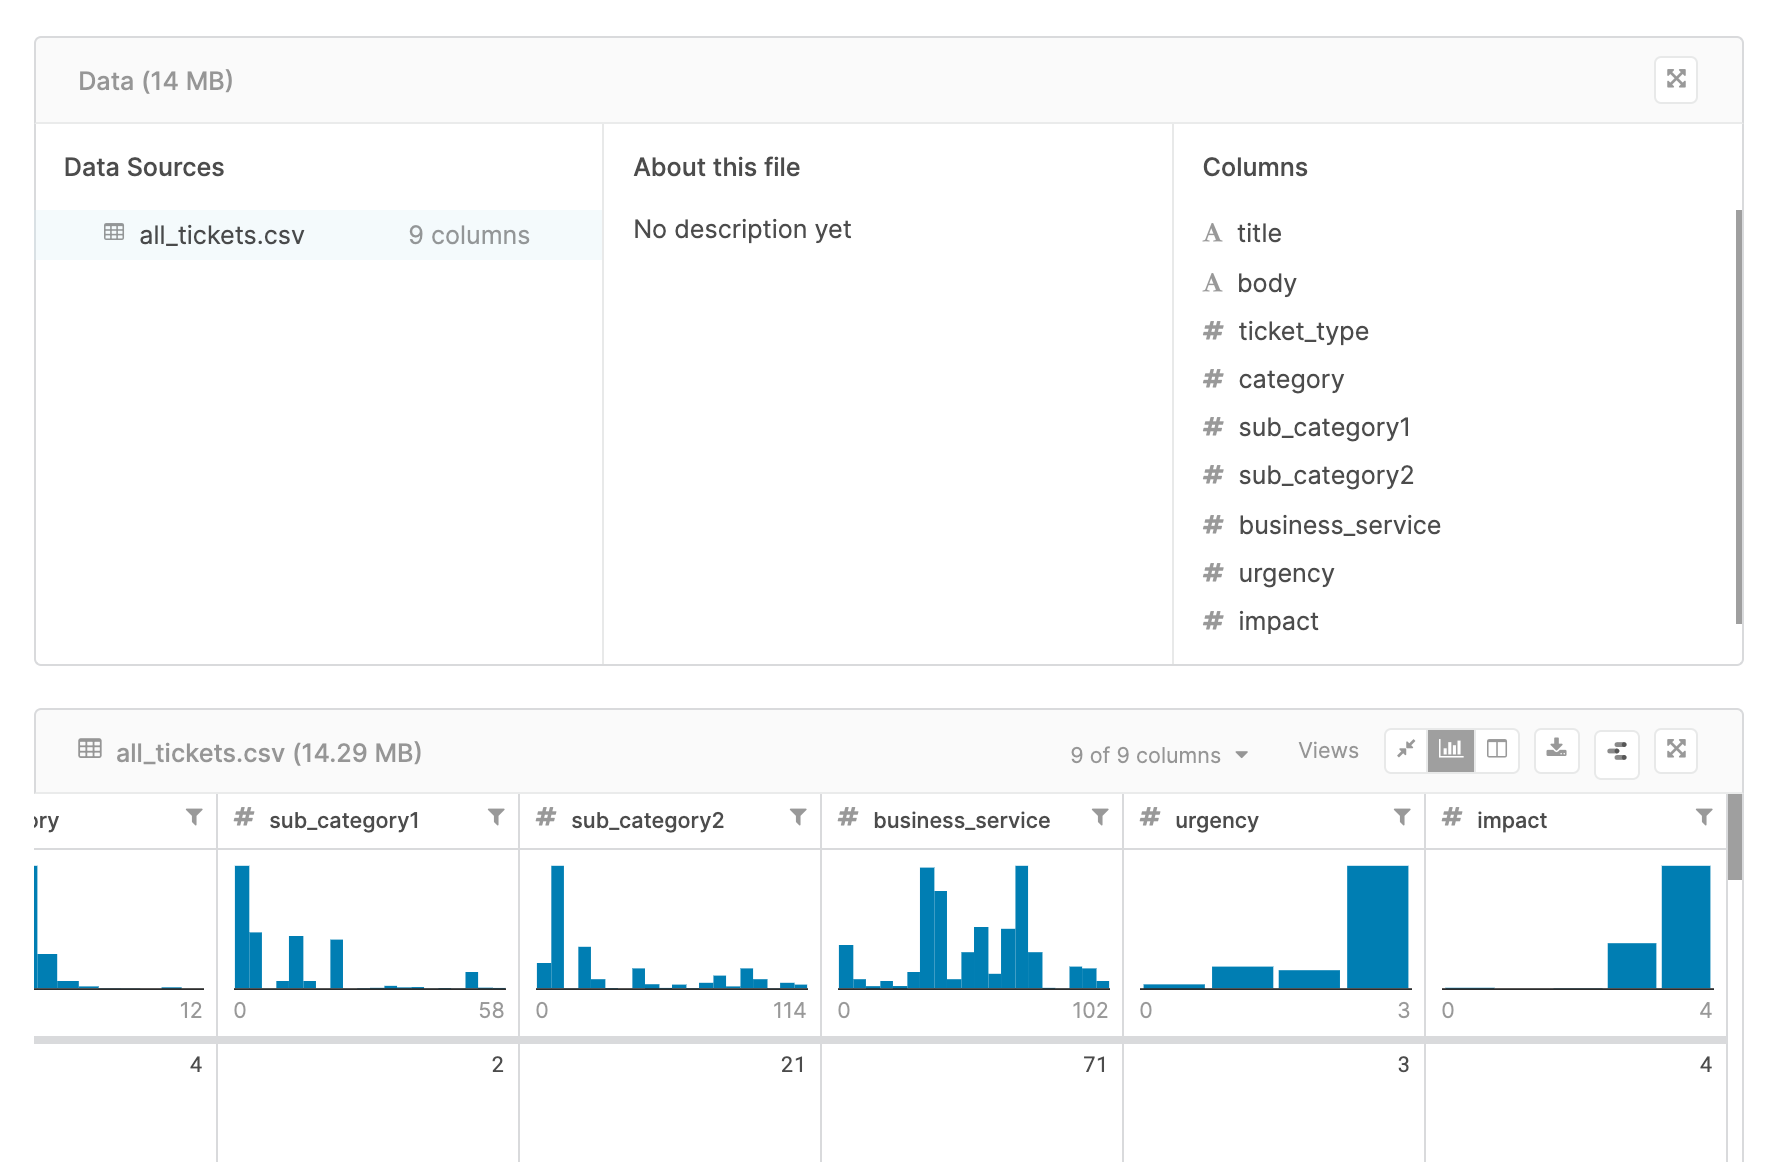 Data (14 MB)
Data Sources
all_tickets.csv 9 columns
About this file
No description yet
Columns
A title
A body
# ticket_type
# category
# sub_category1
# sub_category2
# business_service
# urgency
# impact
all_tickets.csv (14.29 MB) 9 of 9 columns Views
ory # sub_category1 # sub_category2 # business_service # urgency # impact
12 0 58 0 114 0 102 0 3 0 4
4 2 21 71 3 4